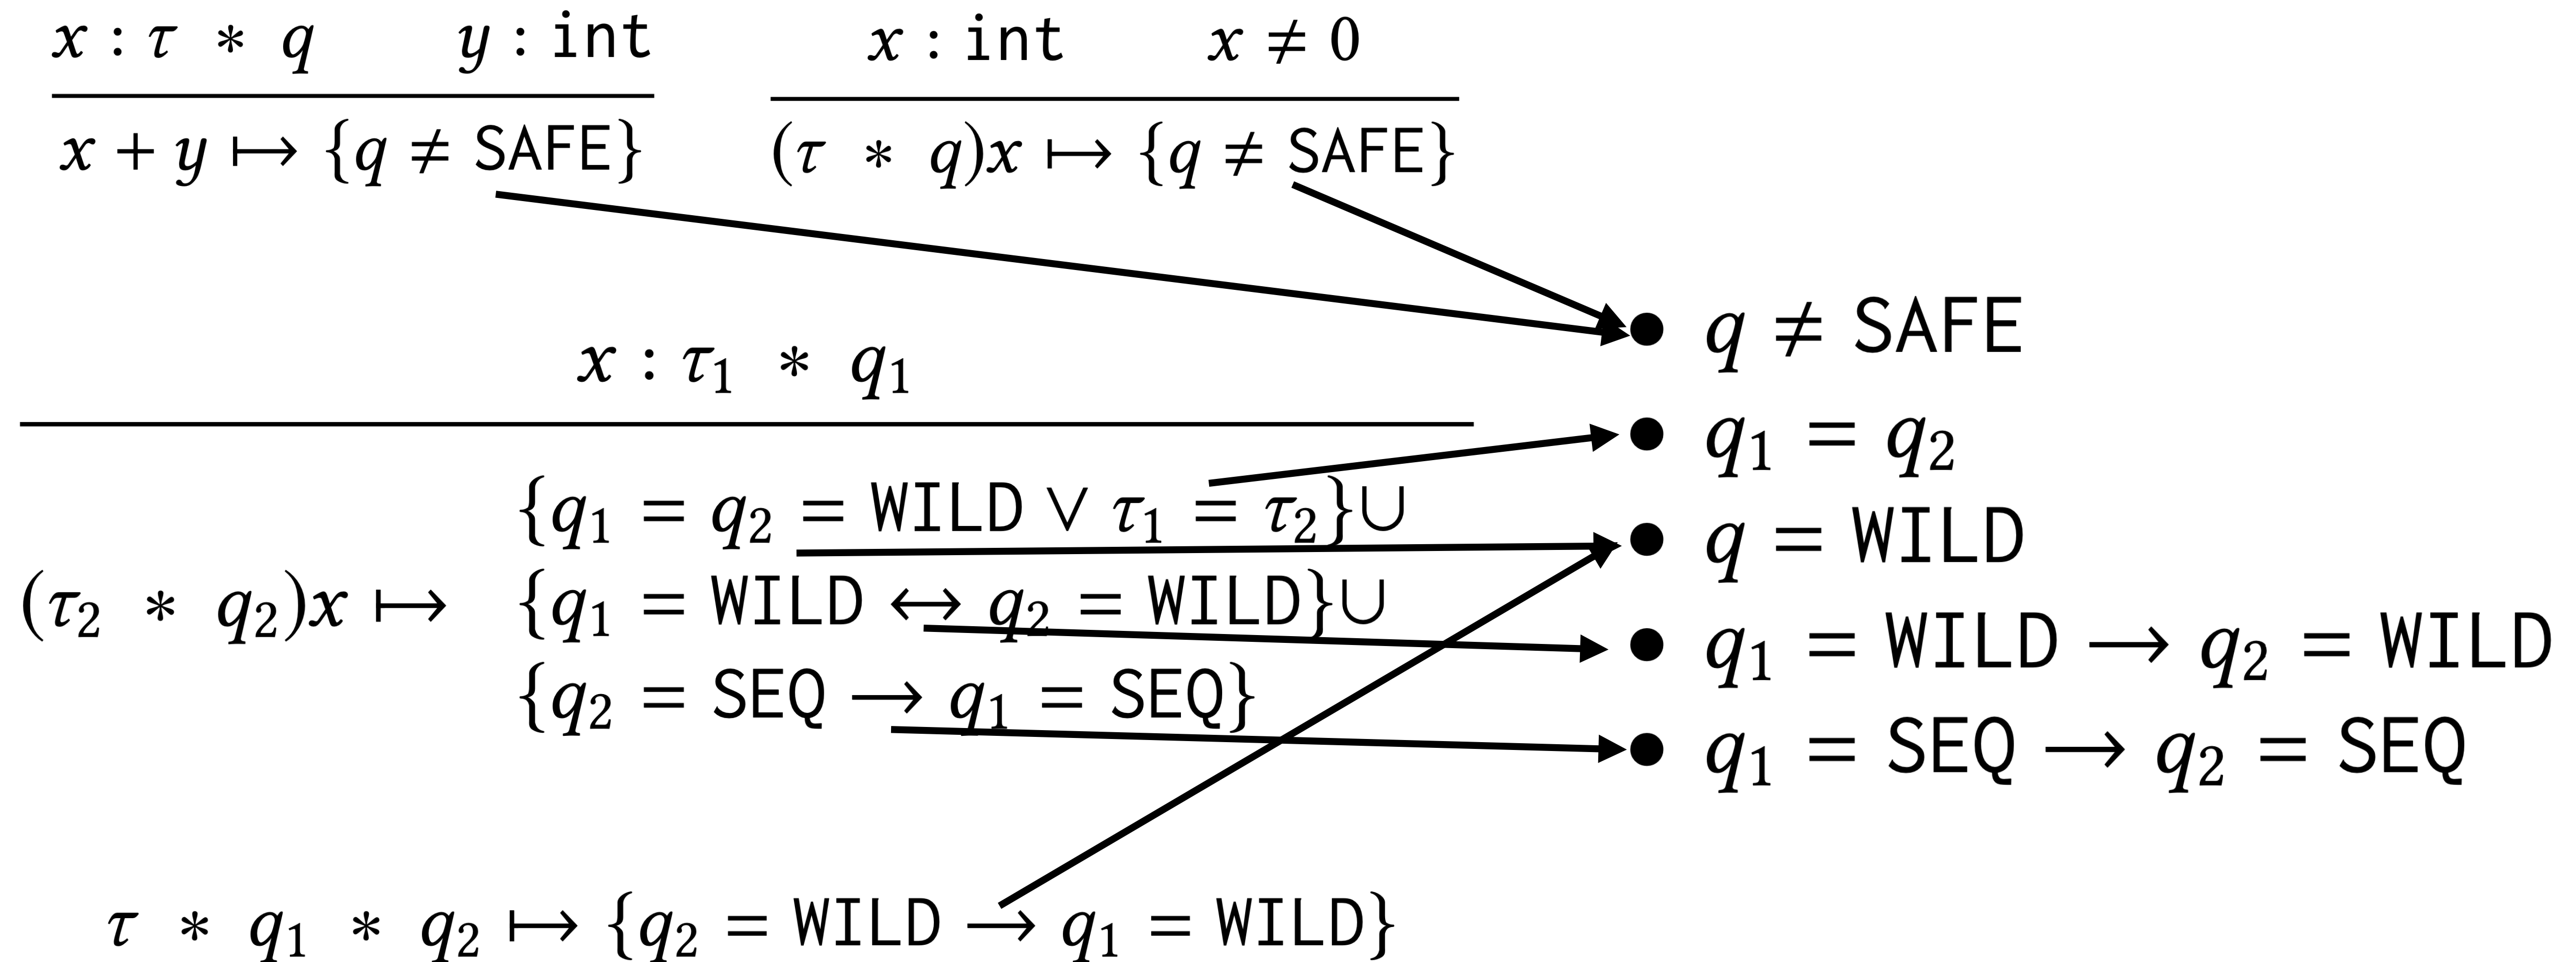 x : τ * q y : int
x + y ↦ {q ≠ SAFE}
x : int x ≠ 0
(τ * q)x ↦ {q ≠ SAFE}
x : τ₁ * q₁
(τ₂ * q₂)x ↦
{q₁ = q₂ = WILD ∨ τ₁ = τ₂}∪
{q₁ = WILD ↔ q₂ = WILD}∪
{q₂ = SEQ → q₁ = SEQ}
τ * q₁ * q₂ ↦ {q₂ = WILD → q₁ = WILD}
● q ≠ SAFE
● q₁ = q₂
● q = WILD
● q₁ = WILD → q₂ = WILD
● q₁ = SEQ → q₂ = SEQ